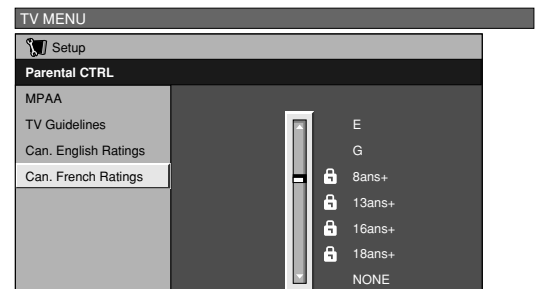 TV MENU
Setup
Parental CTRL
MPAA
TV Guidelines
Can. English Ratings
Can. French Ratings
E
G
8ans+
13ans+
16ans+
18ans+
NONE